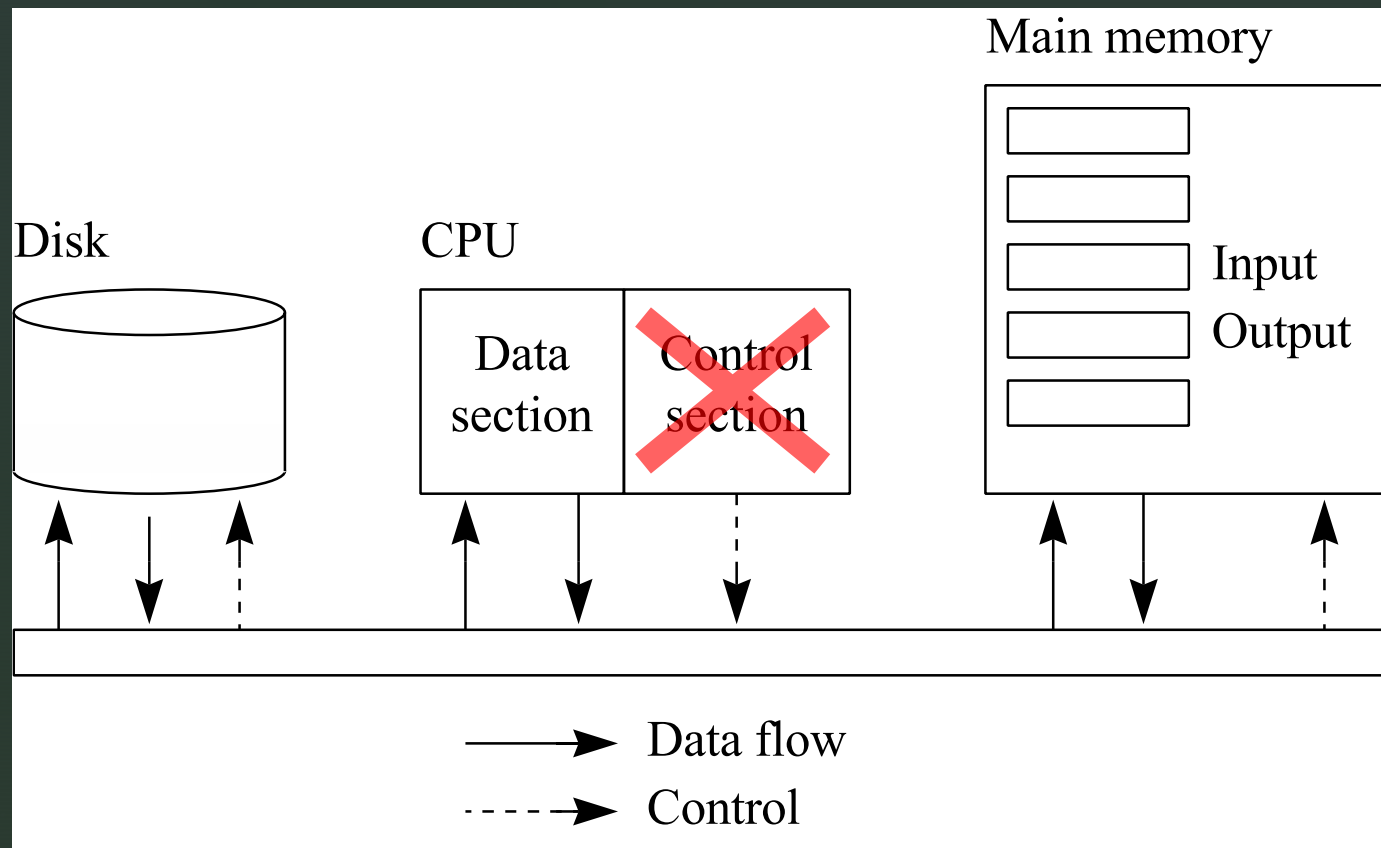 Main memory
Disk
CPU
Input
Data
Control
Output
section
section
Data flow
Control